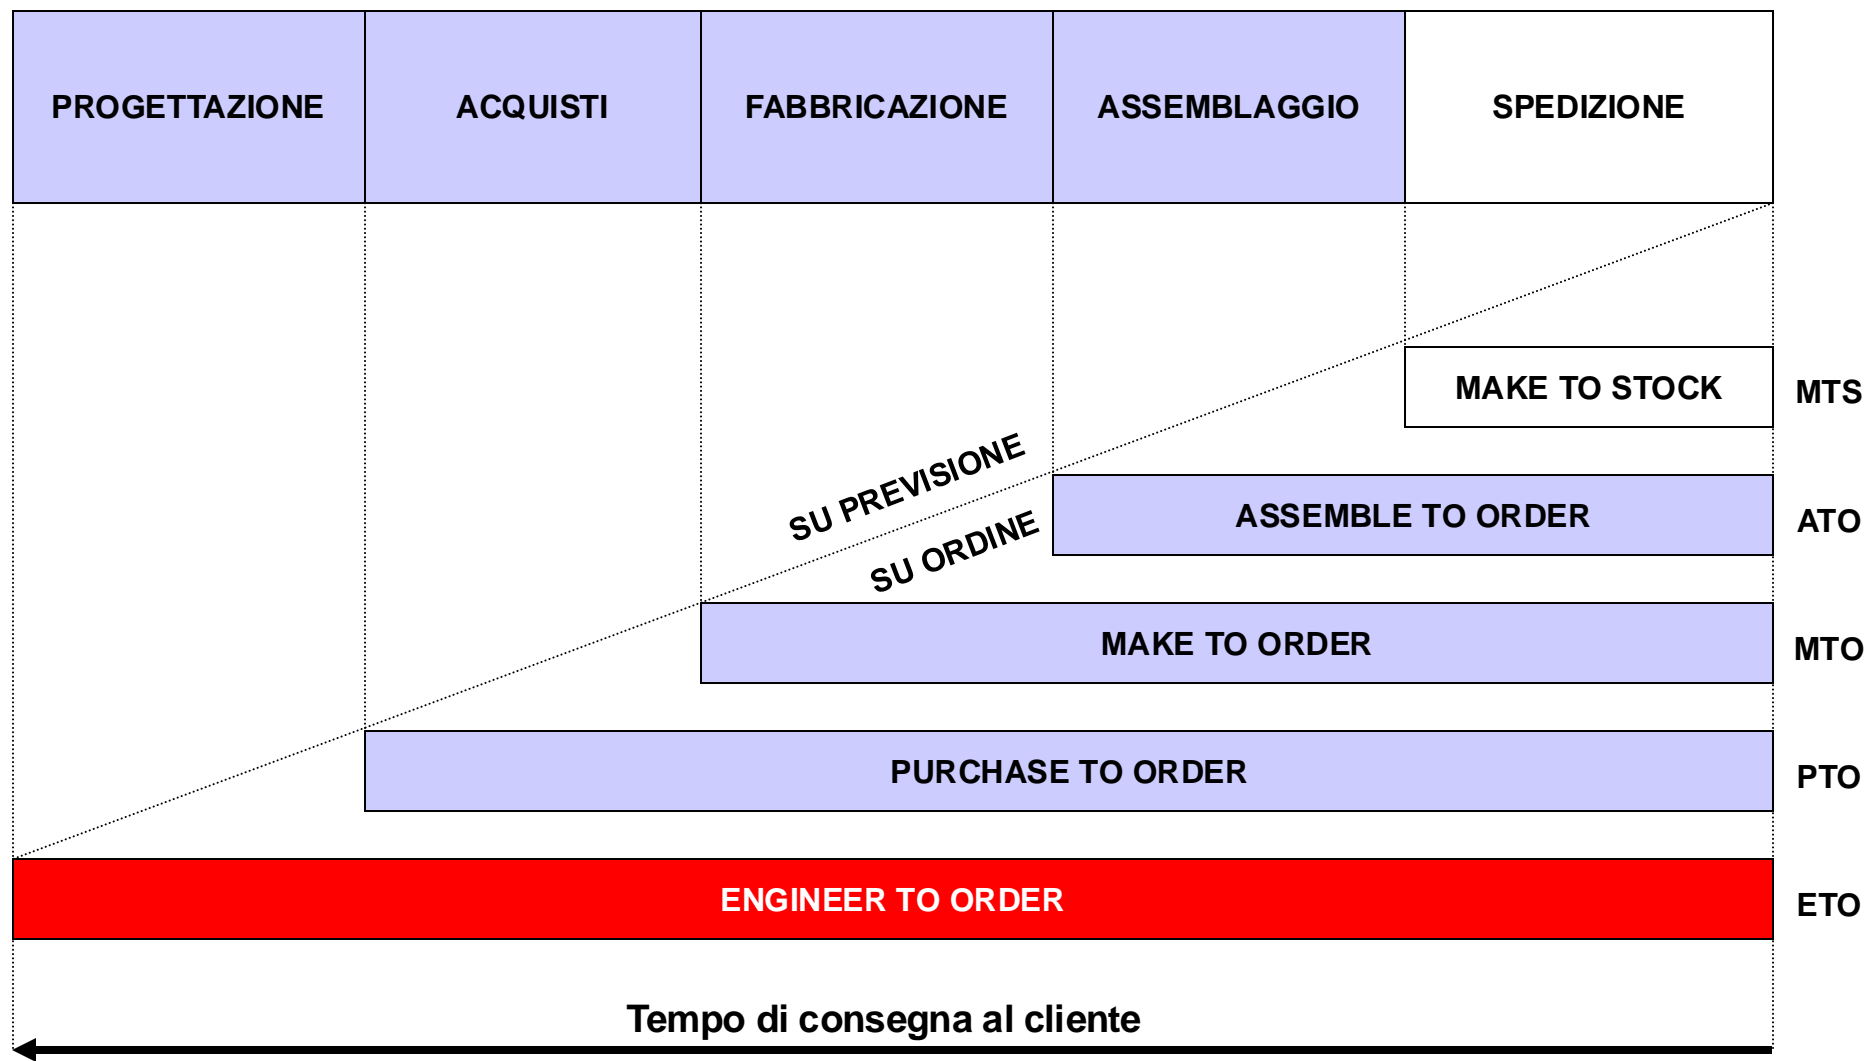 PROGETTAZIONE
ACQUISTI
FABBRICAZIONE
ASSEMBLAGGIO
SPEDIZIONE
MAKE TO STOCK
MTS
SU PREVISIONE
SU ORDINE
ASSEMBLE TO ORDER
ATO
MAKE TO ORDER
MTO
PURCHASE TO ORDER
PTO
ENGINEER TO ORDER
ETO
Tempo di consegna al cliente